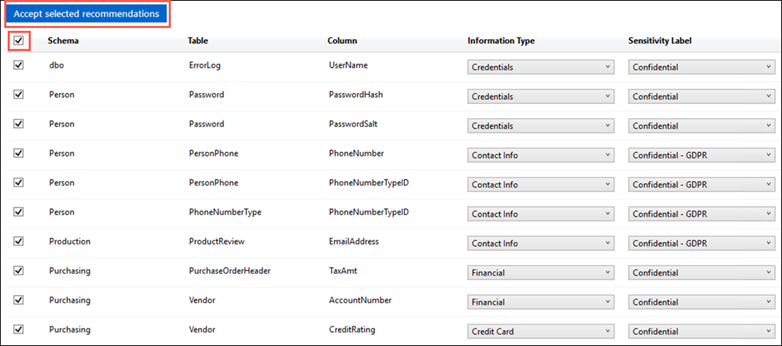 Accept selected recommendations
Schema Table Column Information Type Sensitivity Label
dbo ErrorLog UserName Credentials Confidential
Person Password PasswordHash Credentials Confidential
Person Password PasswordSalt Credentials Confidential
Person PersonPhone PhoneNumber Contact Info Confidential - GDPR
Person PersonPhone PhoneNumberTypeID Contact Info Confidential - GDPR
Person PhoneNumberType PhoneNumberTypeID Contact Info Confidential - GDPR
Production ProductReview EmailAddress Contact Info Confidential - GDPR
Purchasing PurchaseOrderHeader TaxAmt Financial Confidential
Purchasing Vendor AccountNumber Financial Confidential
Purchasing Vendor CreditRating Credit Card Confidential